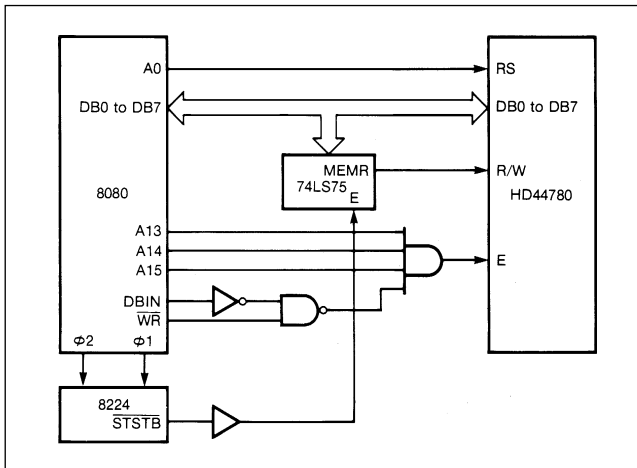 A0
RS
DB0 to DB7
DB0 to DB7
MEMR
R/W
74LS75
8080
HD44780
E
A13
A14
E
A15
DBIN
WR
ϕ2
ϕ1
8224
STSTB